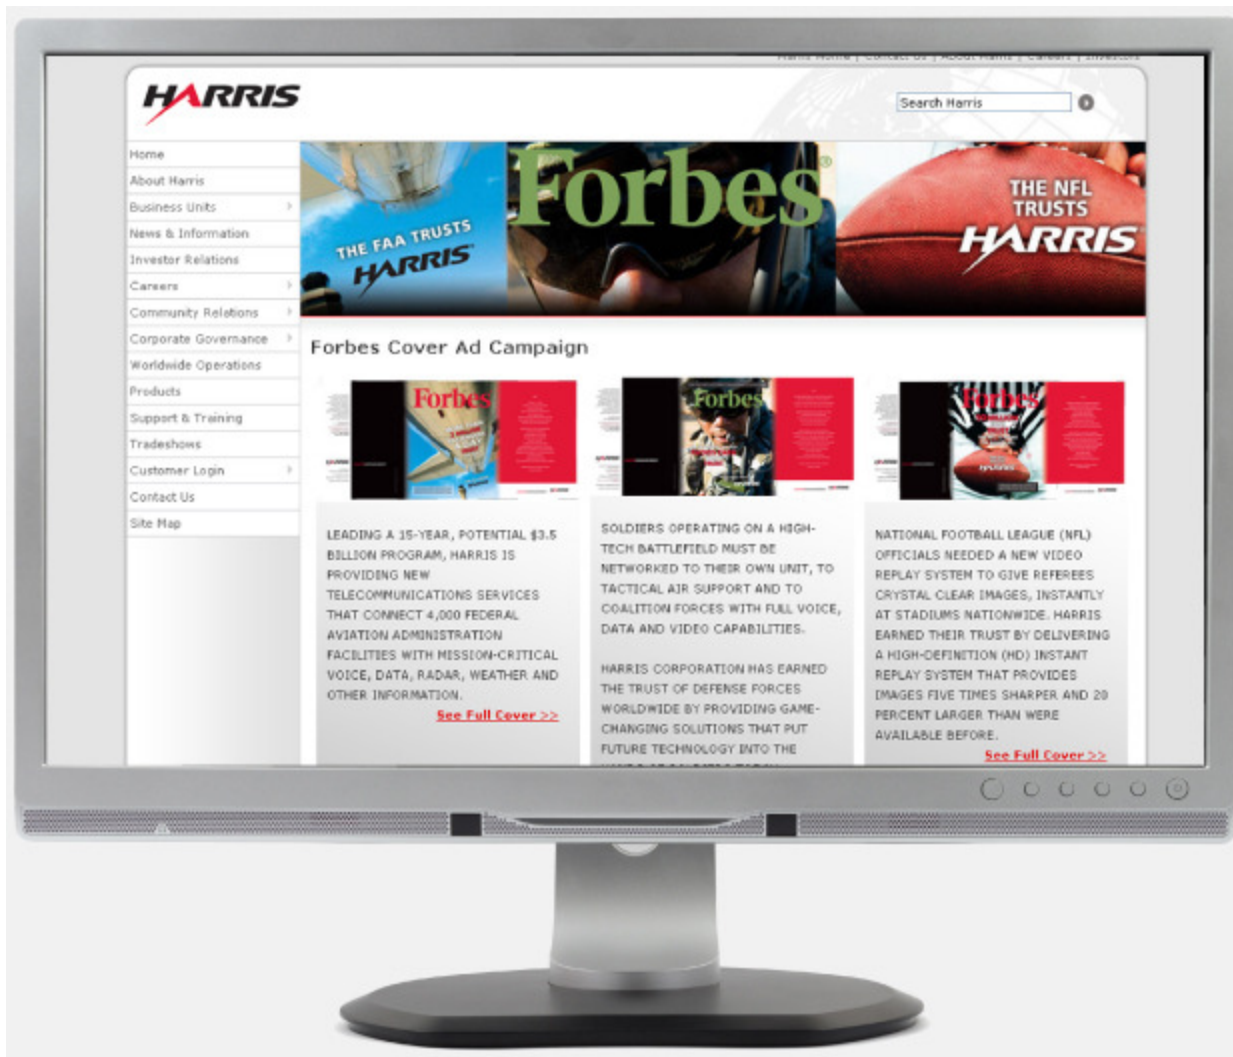 Harris Home | Contact Us | About Harris | Careers | Investors
HARRIS
Search Harris
Home
About Harris
Business Units
News & Information
Investor Relations
Careers
Community Relations
Corporate Governance
Worldwide Operations
Products
Support & Training
Tradeshows
Customer Login
Contact Us
Site Map
THE FAA TRUSTS
HARRIS
Forbes®
THE NFL
TRUSTS
HARRIS
Forbes Cover Ad Campaign
Forbes
LEADING A 15-YEAR, POTENTIAL $3.5
BILLION PROGRAM, HARRIS IS
PROVIDING NEW
TELECOMMUNICATIONS SERVICES
THAT CONNECT 4,000 FEDERAL
AVIATION ADMINISTRATION
FACILITIES WITH MISSION-CRITICAL
VOICE, DATA, RADAR, WEATHER AND
OTHER INFORMATION.
See Full Cover >>
Forbes
SOLDIERS OPERATING ON A HIGH-
TECH BATTLEFIELD MUST BE
NETWORKED TO THEIR OWN UNIT, TO
TACTICAL AIR SUPPORT AND TO
COALITION FORCES WITH FULL VOICE,
DATA AND VIDEO CAPABILITIES.
HARRIS CORPORATION HAS EARNED
THE TRUST OF DEFENSE FORCES
WORLDWIDE BY PROVIDING GAME-
CHANGING SOLUTIONS THAT PUT
FUTURE TECHNOLOGY INTO THE
Forbes
HARRIS
NATIONAL FOOTBALL LEAGUE (NFL)
OFFICIALS NEEDED A NEW VIDEO
REPLAY SYSTEM TO GIVE REFEREES
CRYSTAL CLEAR IMAGES, INSTANTLY
AT STADIUMS NATIONWIDE. HARRIS
EARNED THEIR TRUST BY DELIVERING
A HIGH-DEFINITION (HD) INSTANT
REPLAY SYSTEM THAT PROVIDES
IMAGES FIVE TIMES SHARPER AND 20
PERCENT LARGER THAN WERE
AVAILABLE BEFORE.
See Full Cover >>